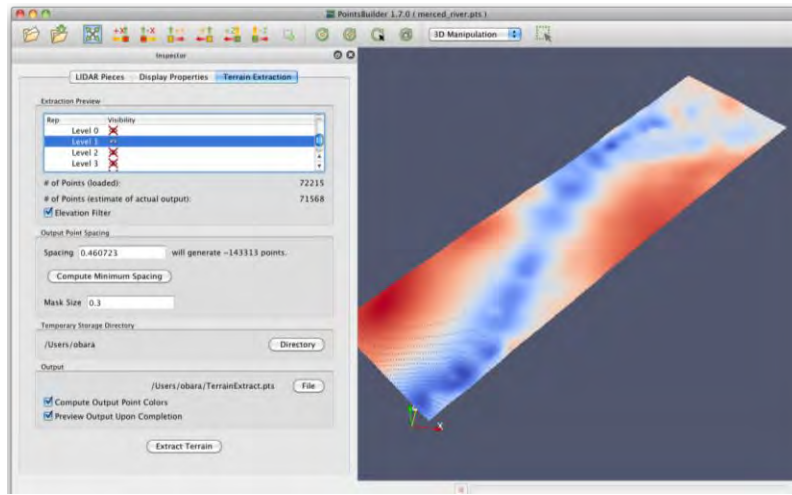 PointsBuilder 1.7.0 ( merced_river.pts )
3D Manipulation
Inspector
LIDAR Pieces Display Properties Terrain Extraction
Extraction Preview
Rep Visibility
Level 0
Level 1
Level 2
Level 3
# of Points (loaded): 72215
# of Points (estimate of actual output): 71568
Elevation Filter
Output Point Spacing
Spacing 0.460723 will generate ~143313 points.
Compute Minimum Spacing
Mask Size 0.3
Temporary Storage Directory
/Users/obara Directory
Output
/Users/obara/TerrainExtract.pts File
Compute Output Point Colors
Preview Output Upon Completion
Extract Terrain
X